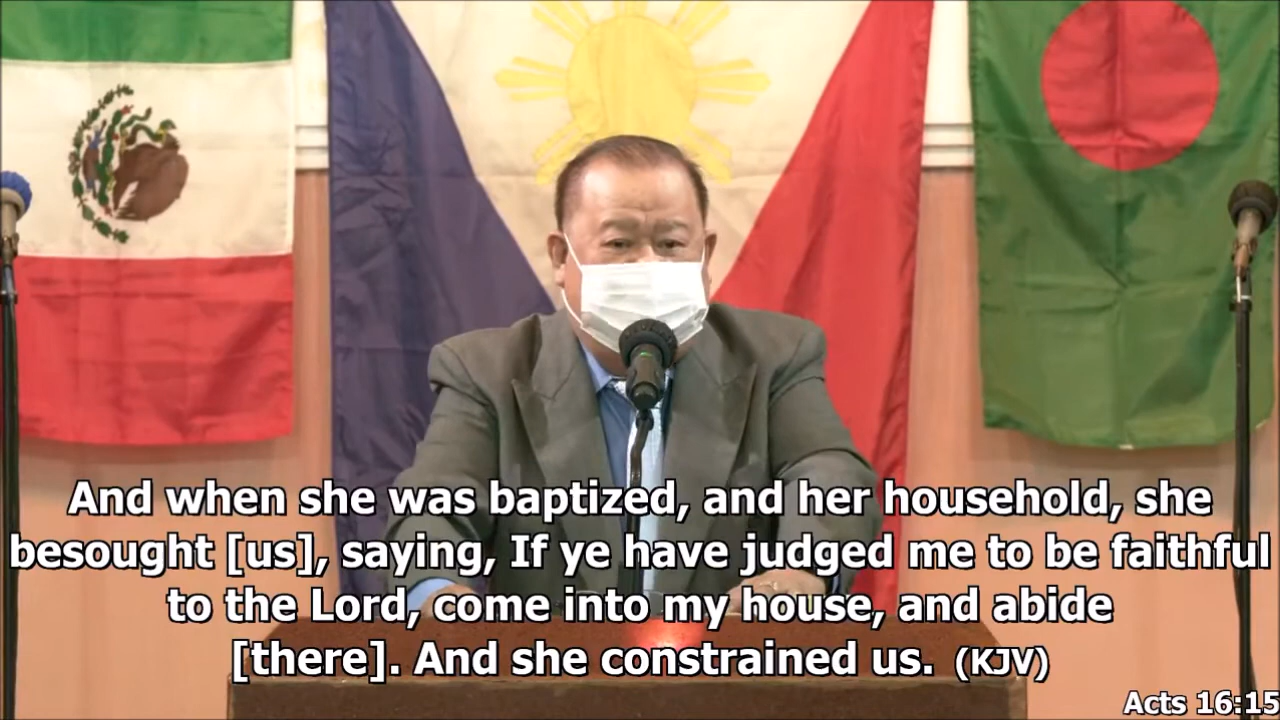 And when she was baptized, and her household, she
besought [us], saying, If ye have judged me to be faithful
to the Lord, come into my house, and abide
[there]. And she constrained us. (KJV)
Acts 16:15